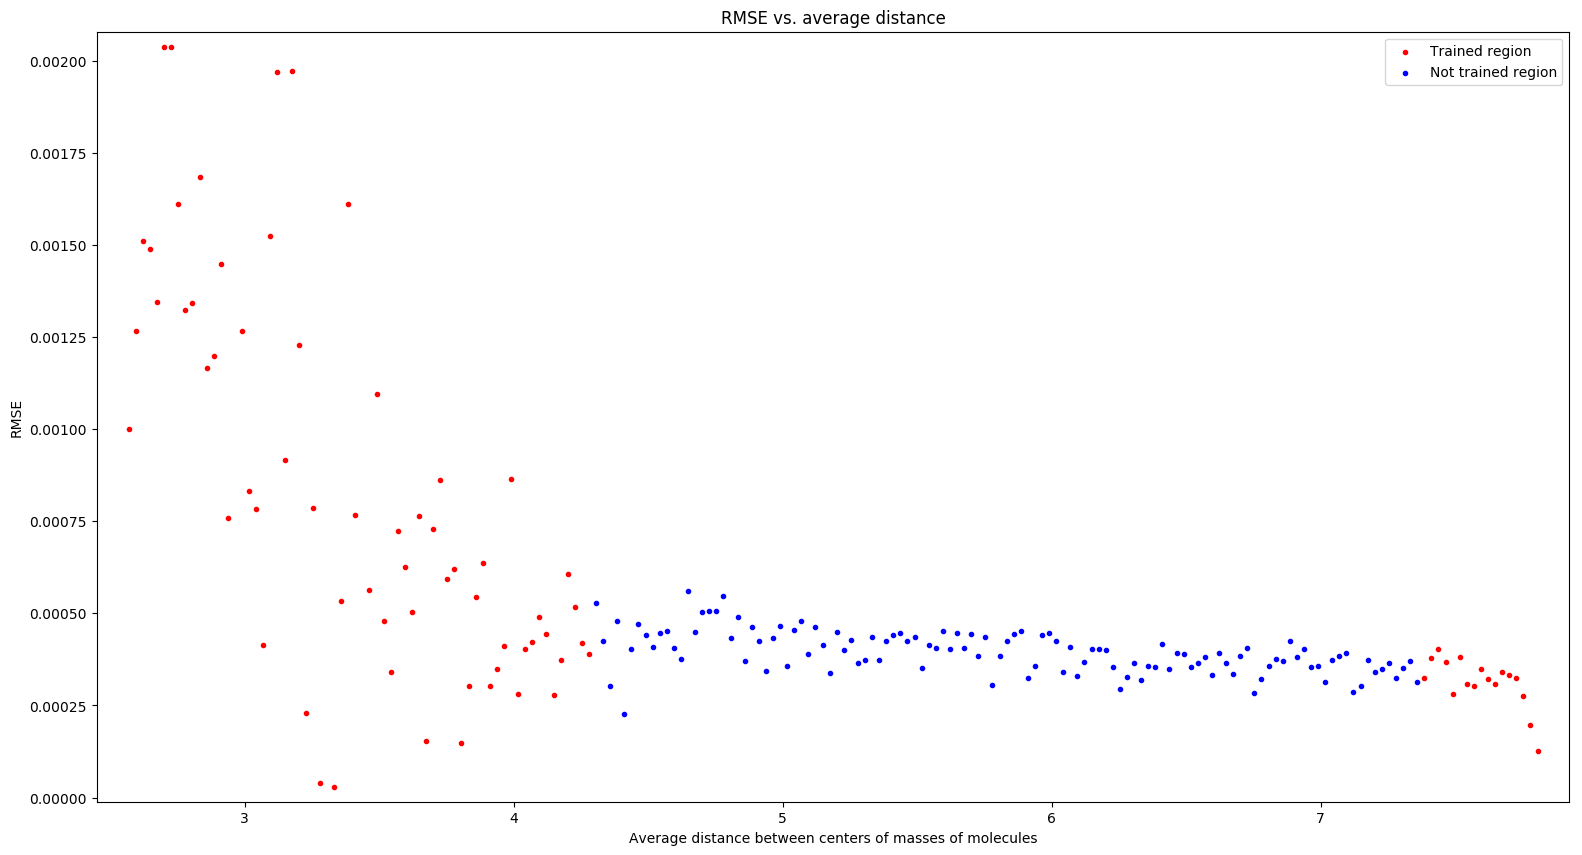 RMSE vs. average distance
Trained region
Not trained region
RMSE
0.00200
0.00175
0.00150
0.00125
0.00100
0.00075
0.00050
0.00025
0.00000
3 4 5 6 7
Average distance between centers of masses of molecules